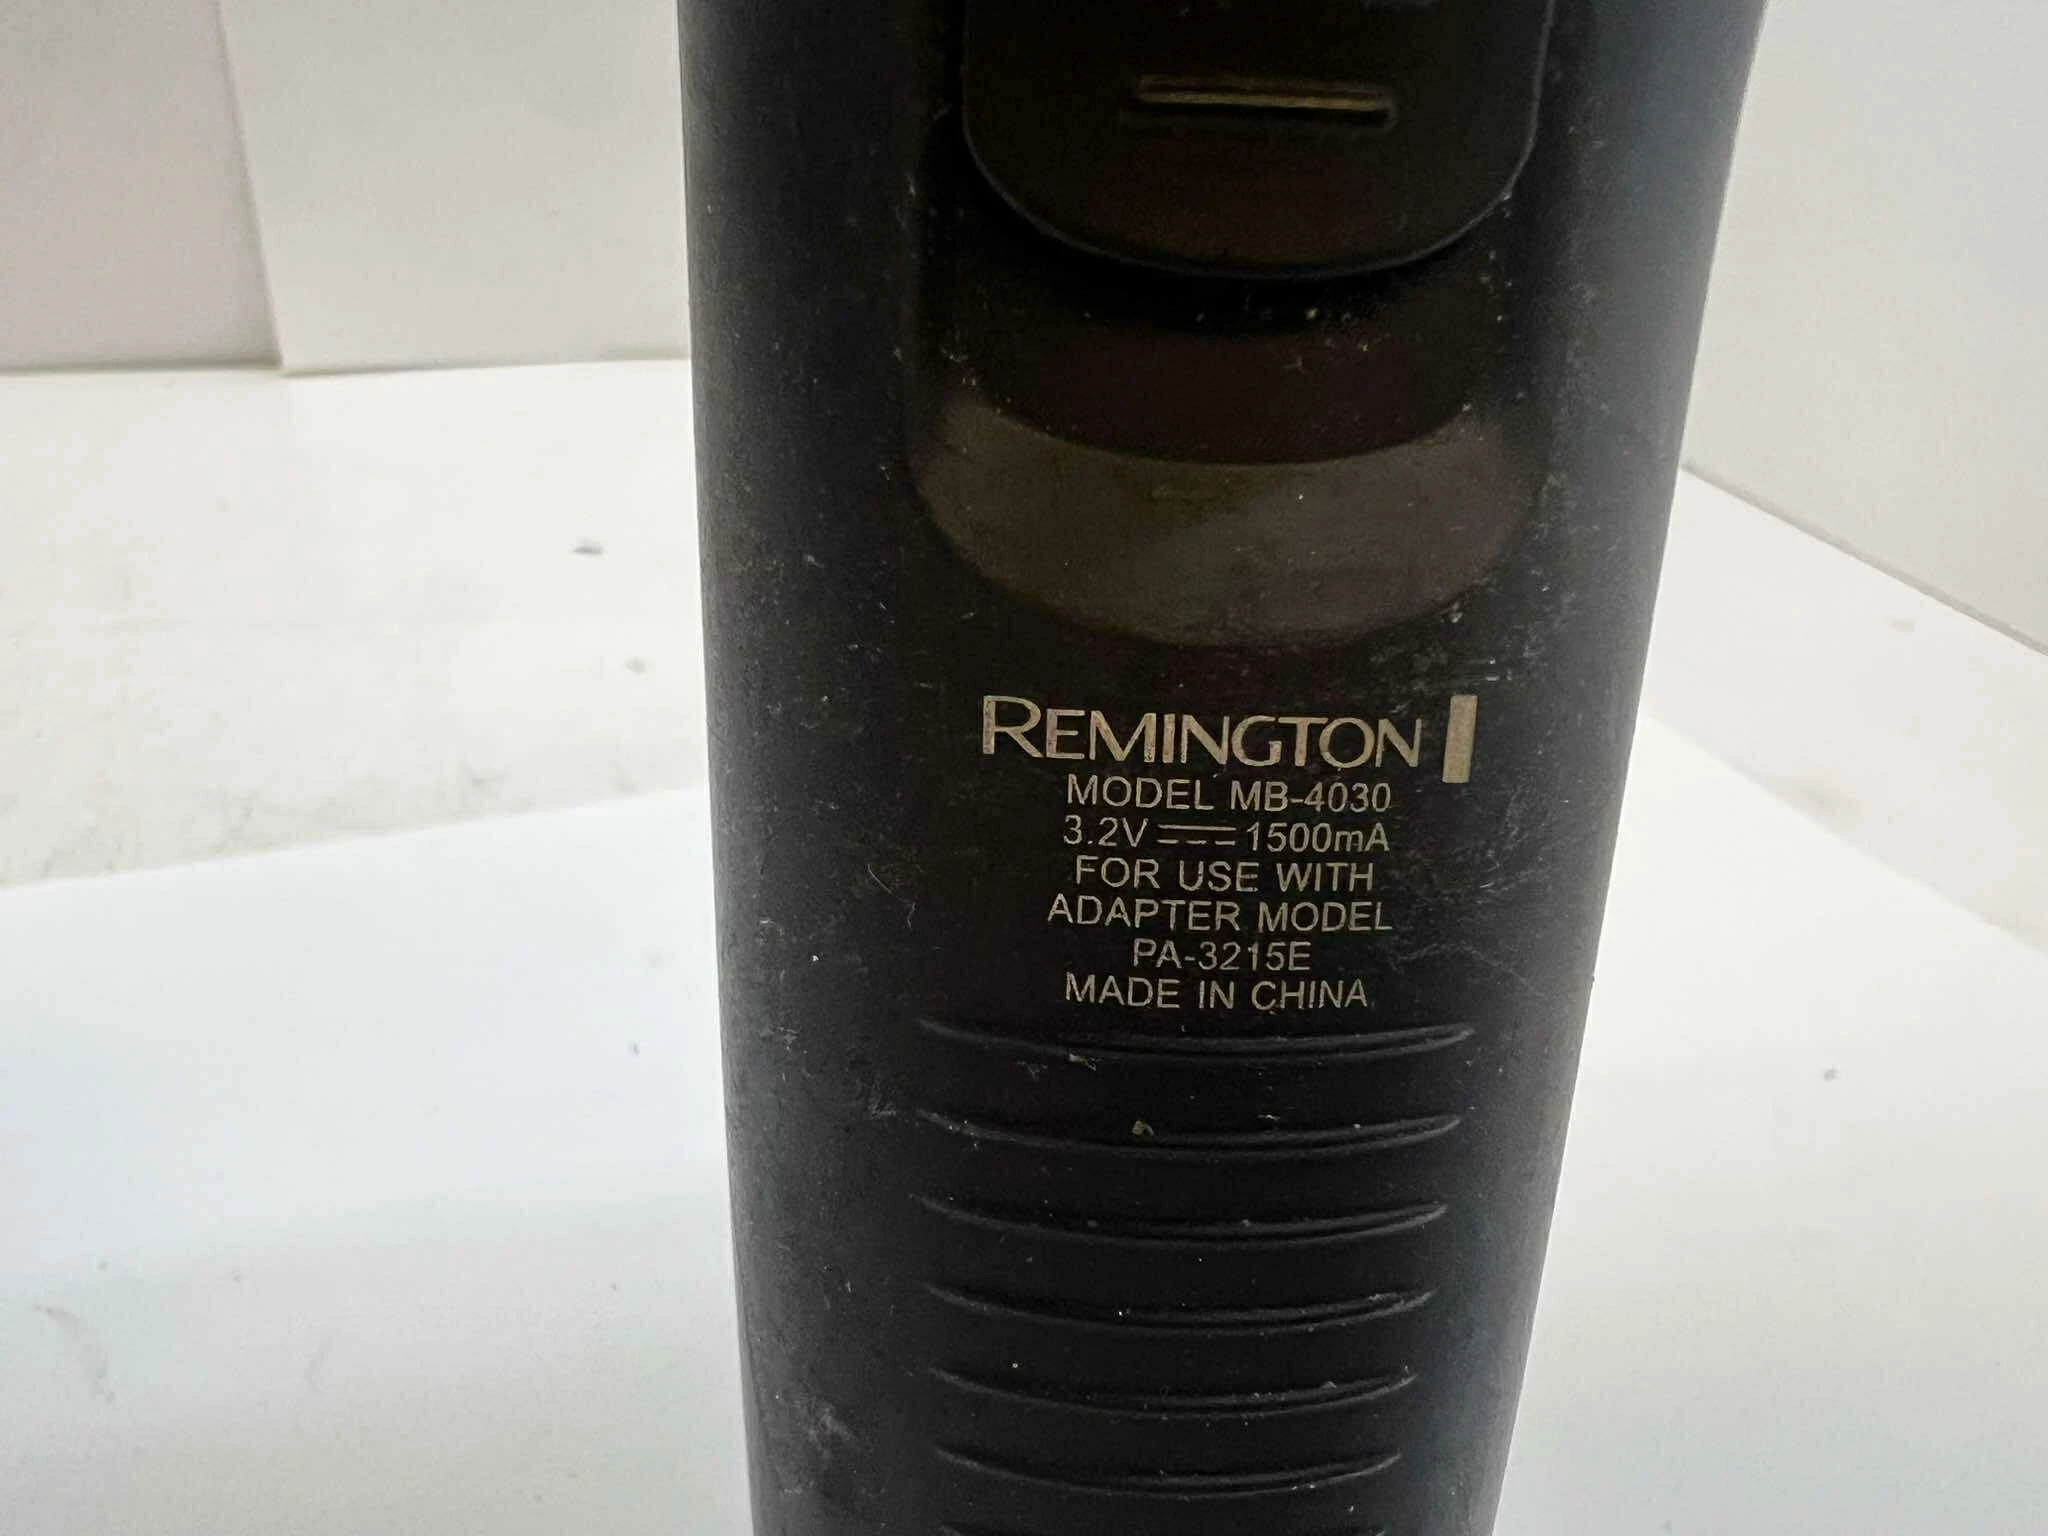 REMINGTON
MODEL MB-4030
3.2V ⎓ 1500mA
FOR USE WITH
ADAPTER MODEL
PA-3215E
MADE IN CHINA